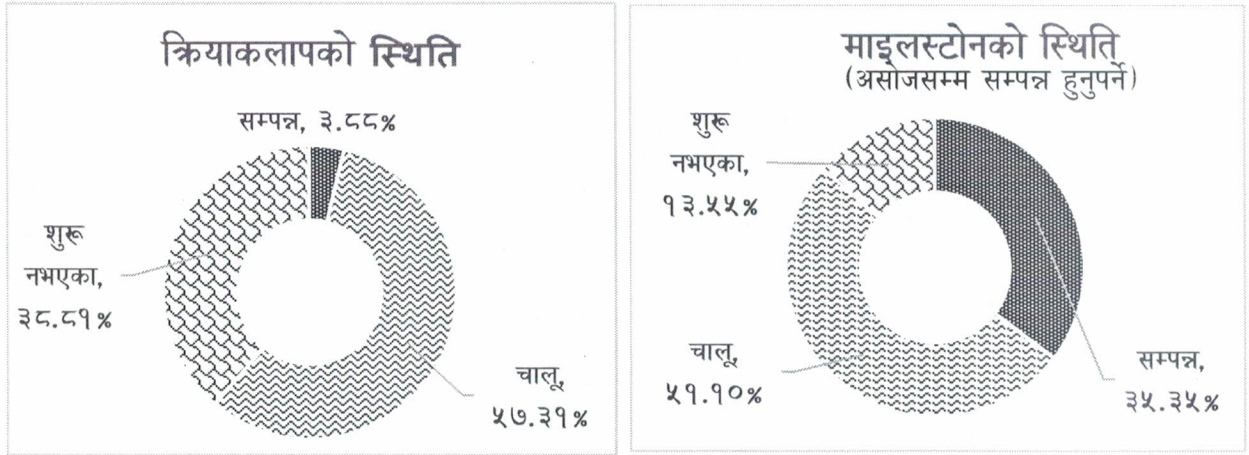 क्रियाकलापको स्थिति
सम्पन्न, ३.८८%
शुरू
नभएका,
३८.८१%
चालू,
५७.३१%
माइलस्टोनको स्थिति
(असोजसम्म सम्पन्न हुनुपर्ने)
शुरू
नभएका,
१३.५५%
चालू,
५१.१०%
सम्पन्न,
३५.३५%